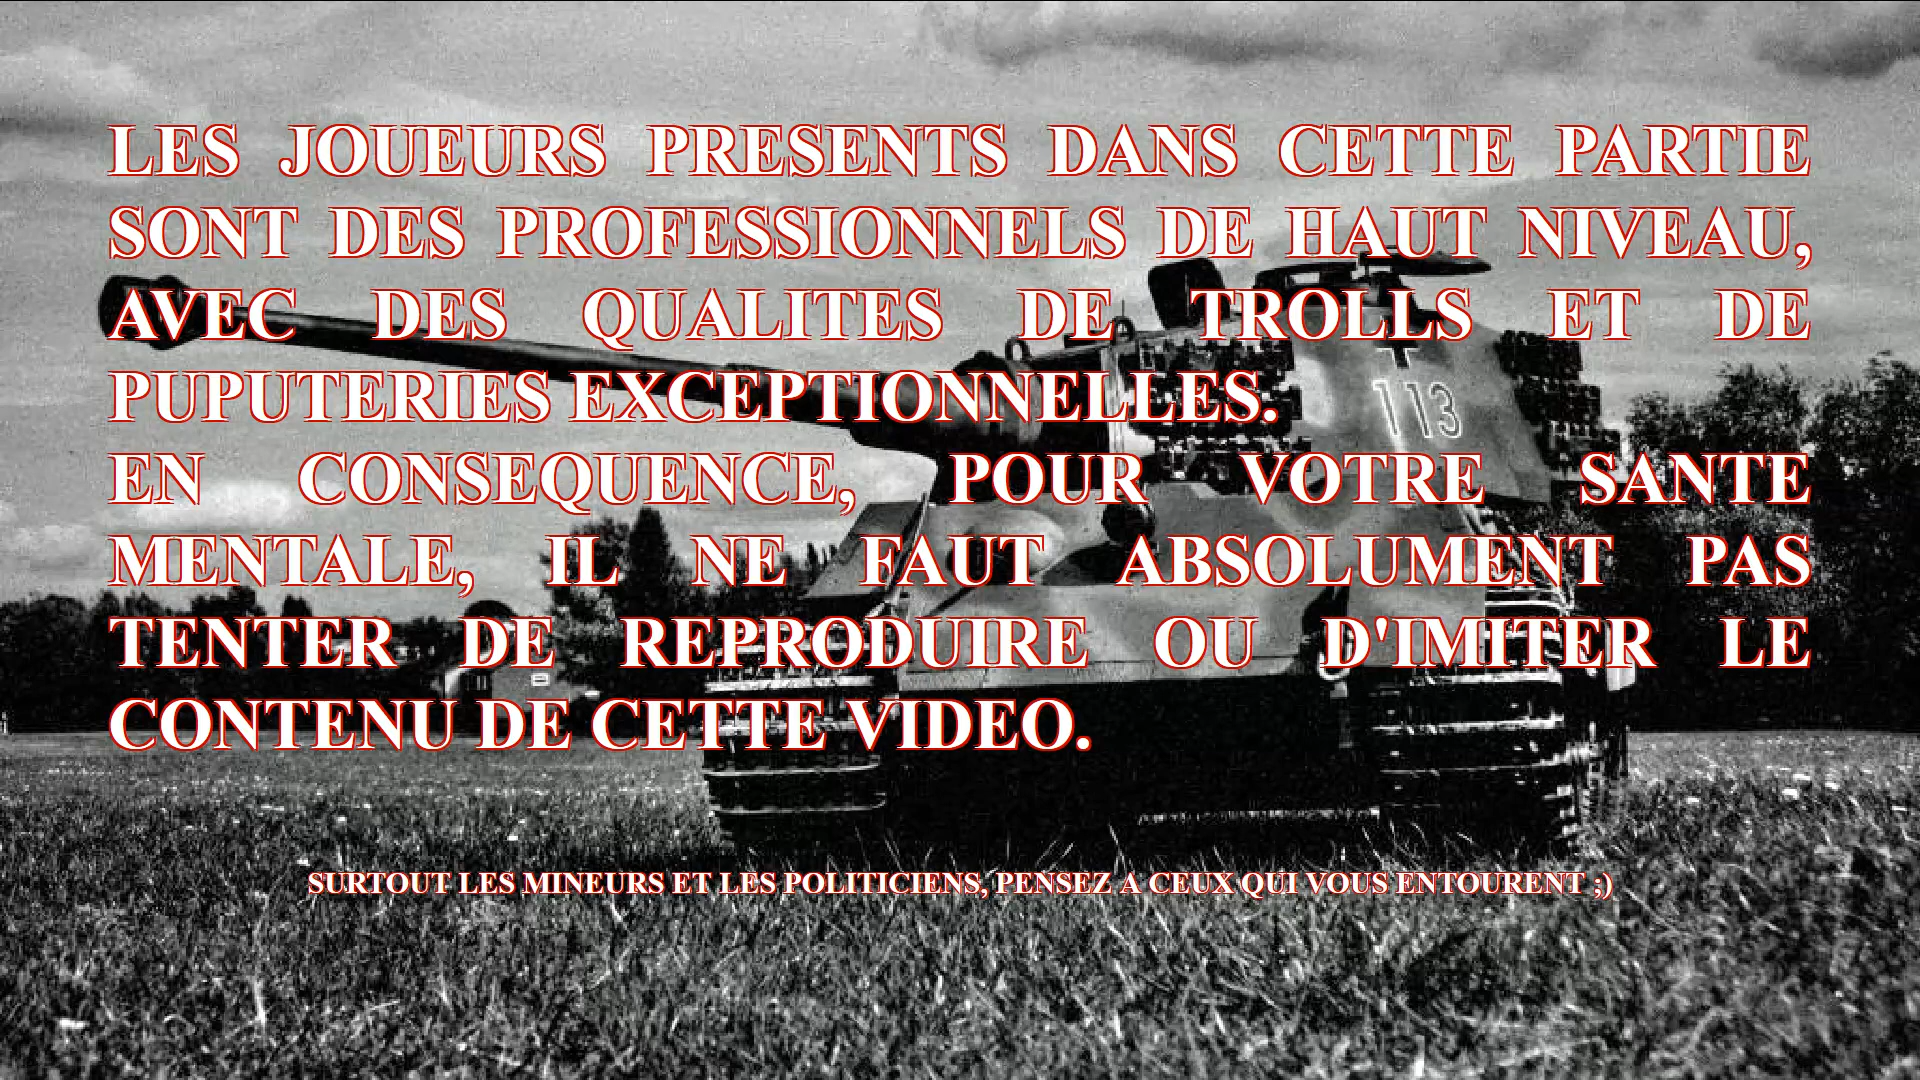 LES JOUEURS PRESENTS DANS CETTE PARTIE
SONT DES PROFESSIONNELS DE HAUT NIVEAU,
AVEC DES QUALITES DE TROLLS ET DE
PUPUTERIES EXCEPTIONNELLES.
113
EN CONSEQUENCE, POUR VOTRE SANTE
MENTALE, IL NE FAUT ABSOLUMENT PAS
TENTER DE REPRODUIRE OU D'IMITER LE
CONTENU DE CETTE VIDEO.
SURTOUT LES MINEURS ET LES POLITICIENS, PENSEZ A CEUX QUI VOUS ENTOURENT ;)